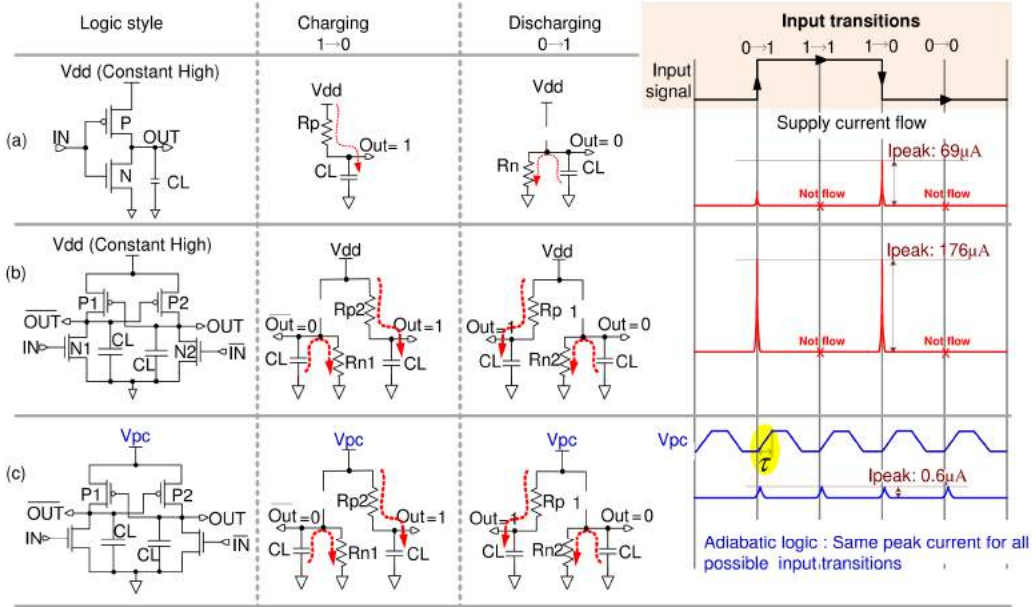 Logic style
Charging
1→0
Discharging
0→1
Input transitions
0→1 1→1 1→0 0→0
Input
signal
Supply current flow
(a)
Vdd (Constant High)
P
IN
OUT
N
CL
Vdd
Rp
Out= 1
CL
Vdd
Out= 0
Rn
CL
Ipeak: 69µA
Not flow
Not flow
(b)
Vdd (Constant High)
P1 P2
OUT
OUT
IN
N1
CL
CL
N2
IN
Vdd
Rp2
Out=0
Out=1
CL
Rn1
CL
Vdd
Rp 1
Out=1
Out=0
CL
Rn2
CL
Ipeak: 176µA
Not flow
Not flow
(c)
Vpc
P1 P2
OUT
OUT
CL
IN
CL
IN
Vpc
Rp2
Out=0
Out=1
CL
Rn1
CL
Vpc
Rp 1
Out=1
Out=0
CL
Rn2
CL
Vpc
τ
Ipeak: 0.6µA
Adiabatic logic : Same peak current for all
possible input transitions